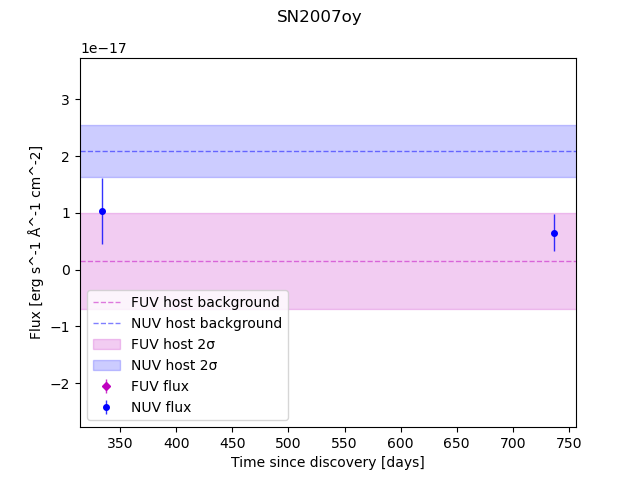 SN2007oy
1e−17
3
2
1
0
−1
−2
Flux [erg s^-1 Å^-1 cm^-2]
FUV host background
NUV host background
FUV host 2σ
NUV host 2σ
FUV flux
NUV flux
350 400 450 500 550 600 650 700 750
Time since discovery [days]